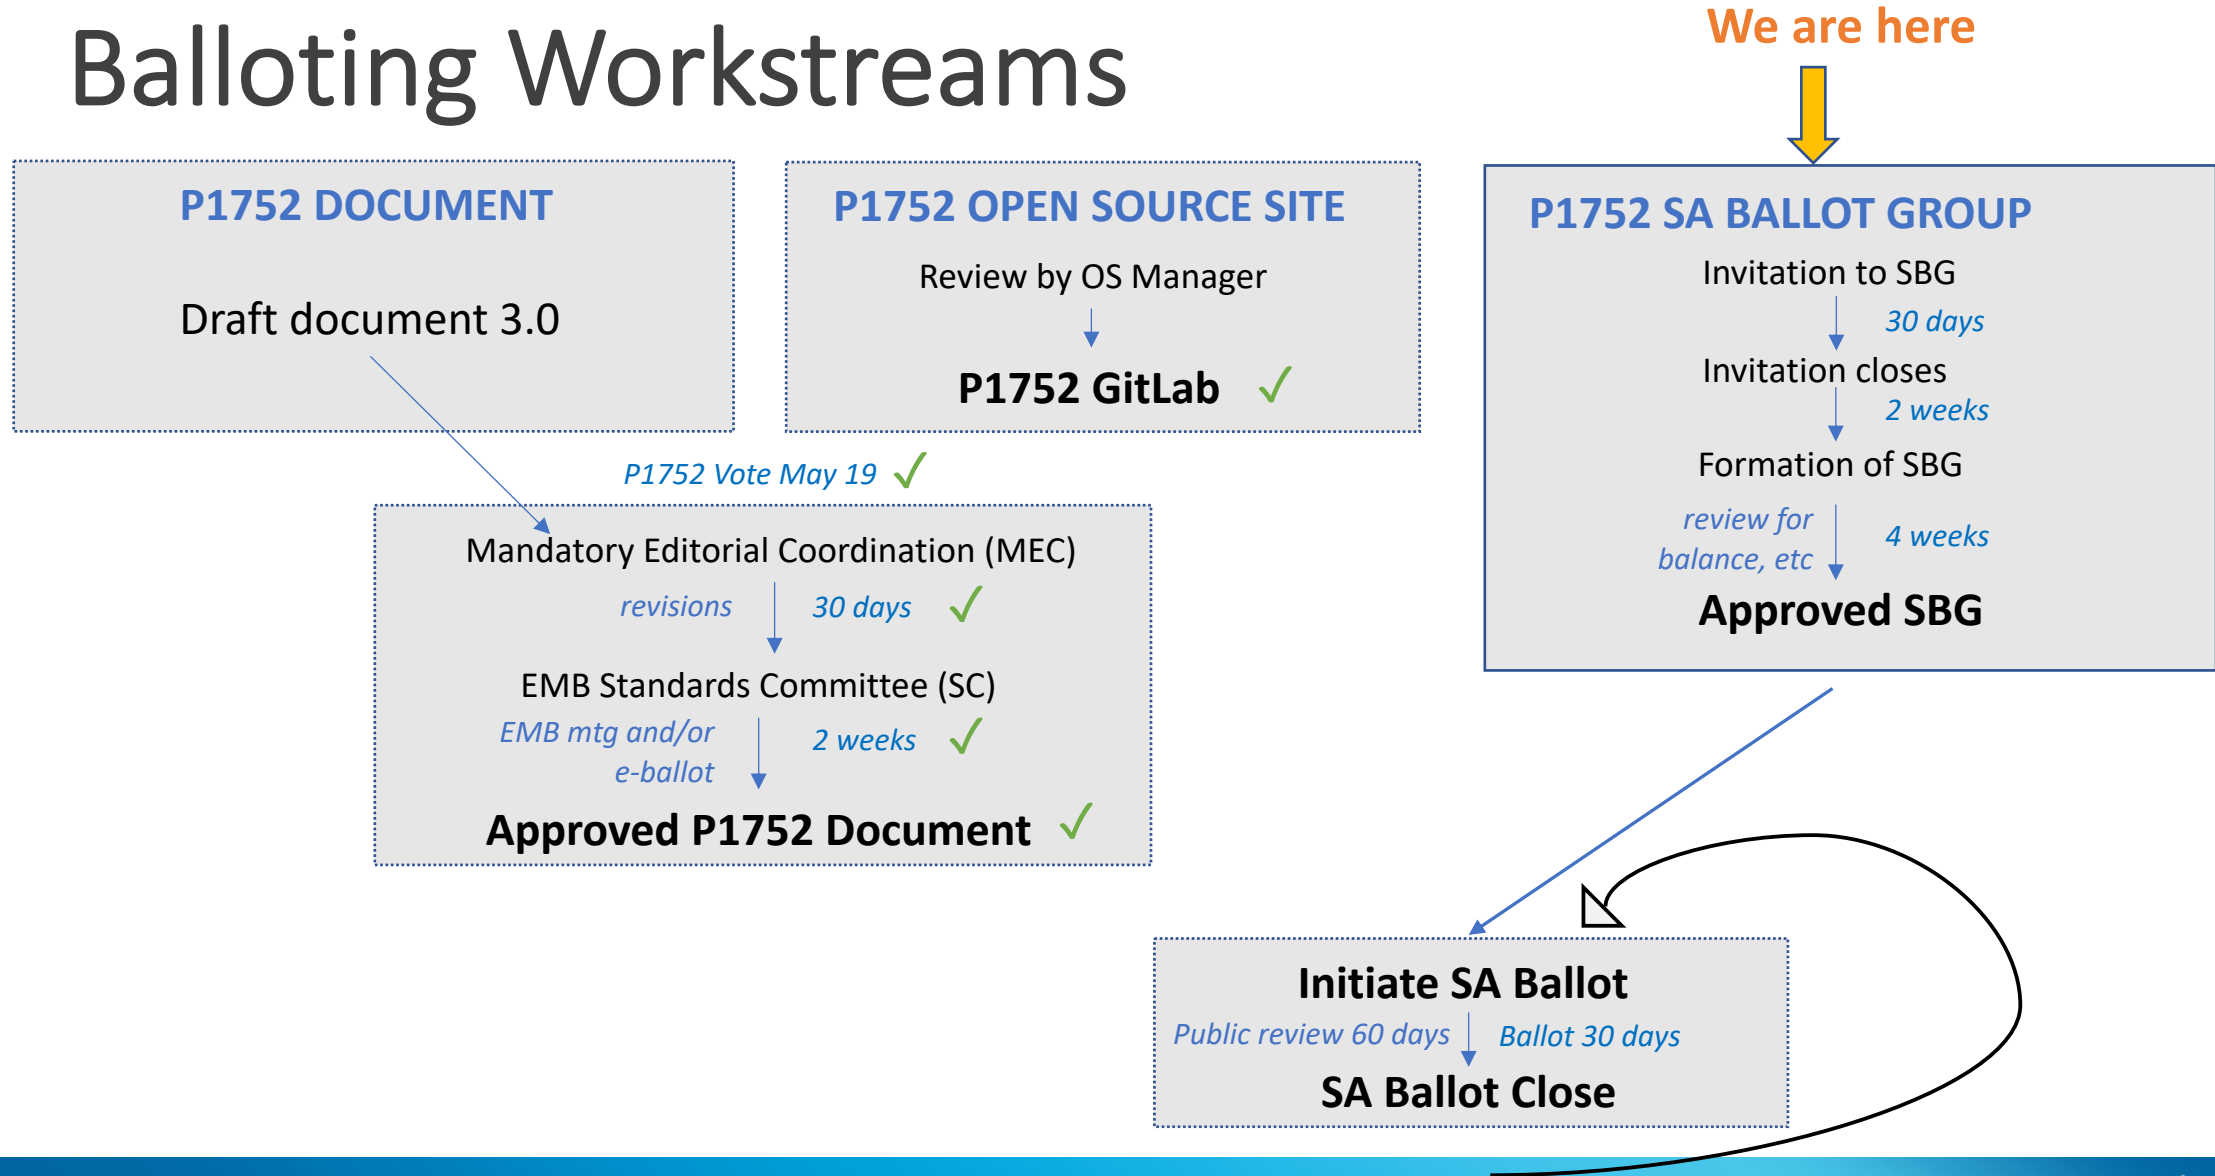 Balloting Workstreams
We are here
P1752 DOCUMENT
Draft document 3.0
P1752 OPEN SOURCE SITE
Review by OS Manager
P1752 GitLab ✓
P1752 Vote May 19 ✓
Mandatory Editorial Coordination (MEC)
revisions 30 days ✓
EMB Standards Committee (SC)
EMB mtg and/or
e-ballot
2 weeks ✓
Approved P1752 Document ✓
P1752 SA BALLOT GROUP
Invitation to SBG
30 days
Invitation closes
2 weeks
Formation of SBG
review for
balance, etc
4 weeks
Approved SBG
Initiate SA Ballot
Public review 60 days Ballot 30 days
SA Ballot Close